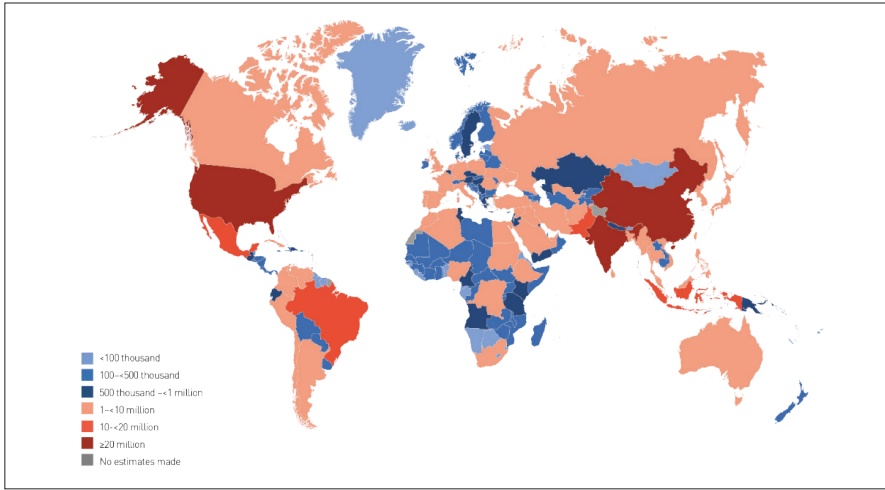 <100 thousand
100–<500 thousand
500 thousand –<1 million
1–<10 million
10-<20 million
≥20 million
No estimates made